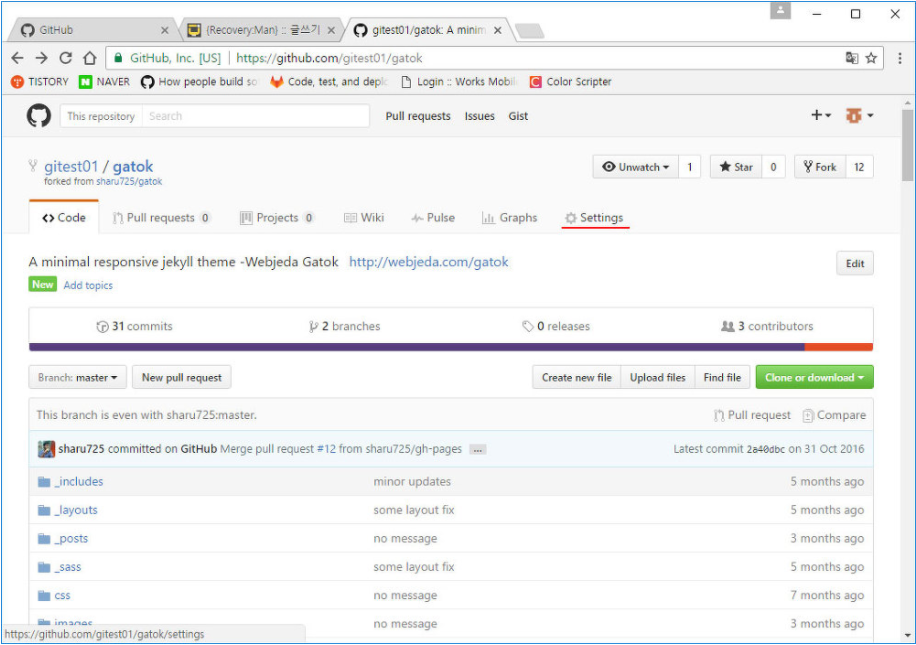 GitHub
(Recovery:Man) :: 글쓰기
gitest01/gatok: A minim
GitHub, Inc. [US]
https://github.com/gitest01/gatok
TISTORY
NAVER
How people build so
Code, test, and deplo
Login :: Works Mobil
Color Scripter
This repository
Search
Pull requests
Issues
Gist
gitest01 / gatok
Unwatch
1
Star
0
Fork
12
forked from sharu725/gatok
Code
Pull requests 0
Projects 0
Wiki
Pulse
Graphs
Settings
A minimal responsive jekyll theme -Webjeda Gatok http://webjeda.com/gatok
Edit
New
Add topics
31 commits
2 branches
0 releases
3 contributors
Branch: master
New pull request
Create new file
Upload files
Find file
Clone or download
This branch is even with sharu725:master.
Pull request
Compare
sharu725 committed on GitHub Merge pull request #12 from sharu725/gh-pages ...
Latest commit 2a40dbc on 31 Oct 2016
_includes
minor updates
5 months ago
_layouts
some layout fix
5 months ago
_posts
no message
3 months ago
_sass
some layout fix
5 months ago
css
no message
7 months ago
images
no message
3 months ago
https://github.com/gitest01/gatok/settings